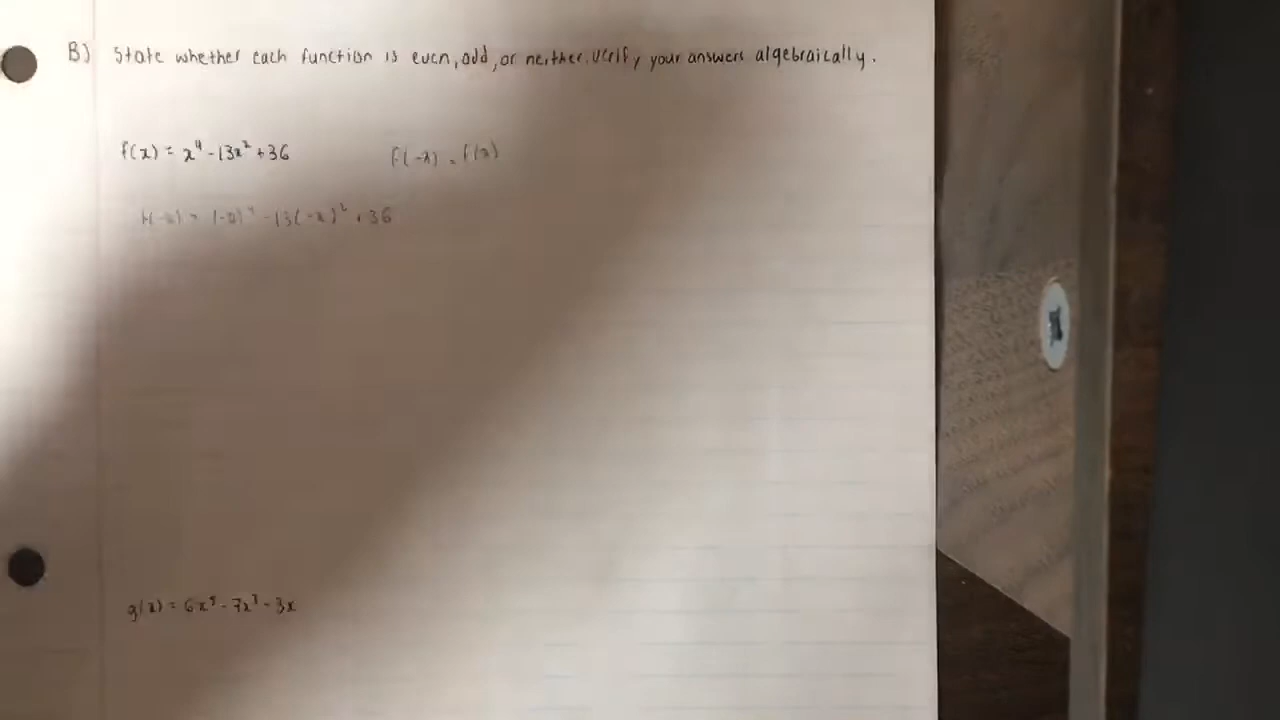 B) State whether each function is even, odd, or neither. Verify your answers algebraically.
f(x) = x⁴ - 13x² + 36 f(-x) = f(x)
f(-x) = (-x)⁴ - 13(-x)² + 36
g(x) = 6x⁵ - 7x³ - 3x